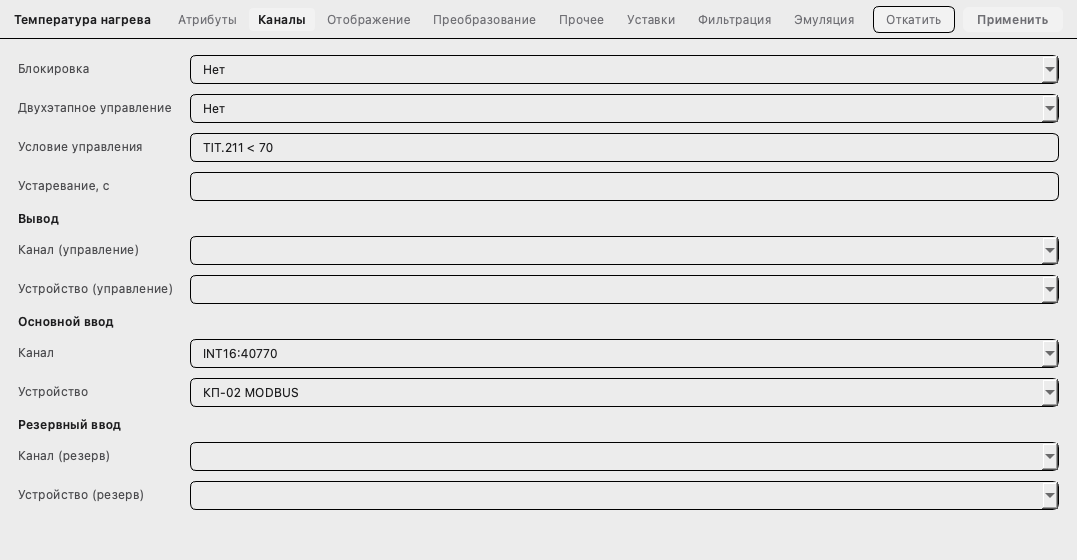 Температура нагрева Атрибуты Каналы Отображение Преобразование Прочее Уставки Фильтрация Эмуляция Откатить Применить
Блокировка Нет
Двухэтапное управление Нет
Условие управления TIT.211 < 70
Устаревание, с
Вывод
Канал (управление)
Устройство (управление)
Основной ввод
Канал INT16:40770
Устройство КП-02 MODBUS
Резервный ввод
Канал (резерв)
Устройство (резерв)